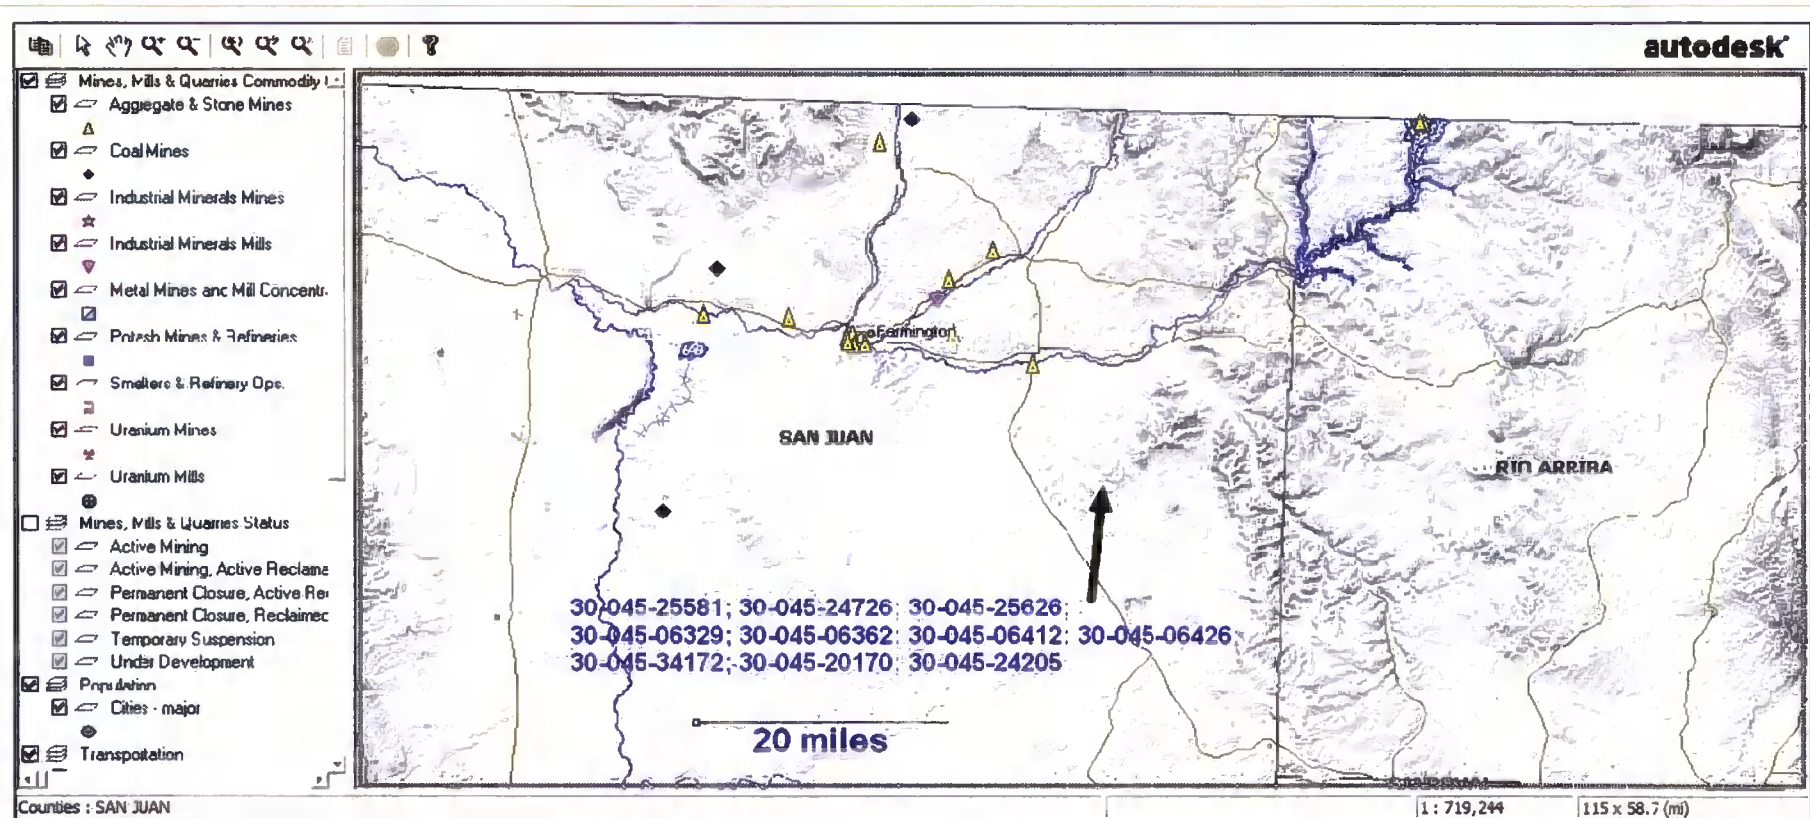 autodesk
Mines, Mills & Quarries Commodity
Aggregate & Stone Mines
Coal Mines
Industrial Minerals Mines
Industrial Minerals Mills
Metal Mines and Mill Concentr.
Potash Mines & Refineries
Smelters & Refinery Ops.
Uranium Mines
Uranium Mills
Mines, Mills & Quarries Status
Active Mining
Active Mining, Active Reclama
Permanent Closure, Active Re
Permanent Closure, Reclaimed
Temporary Suspension
Under Development
Population
Cities - major
Transportation
Farmington
SAN JUAN
RIO ARRIBA
30-045-25581; 30-045-24726; 30-045-25626;
30-045-06329; 30-045-06362; 30-045-06412; 30-045-06426;
30-045-34172; 30-045-20170; 30-045-24205
20 miles
Counties : SAN JUAN
1 : 719,244
115 x 58.7 (mi)